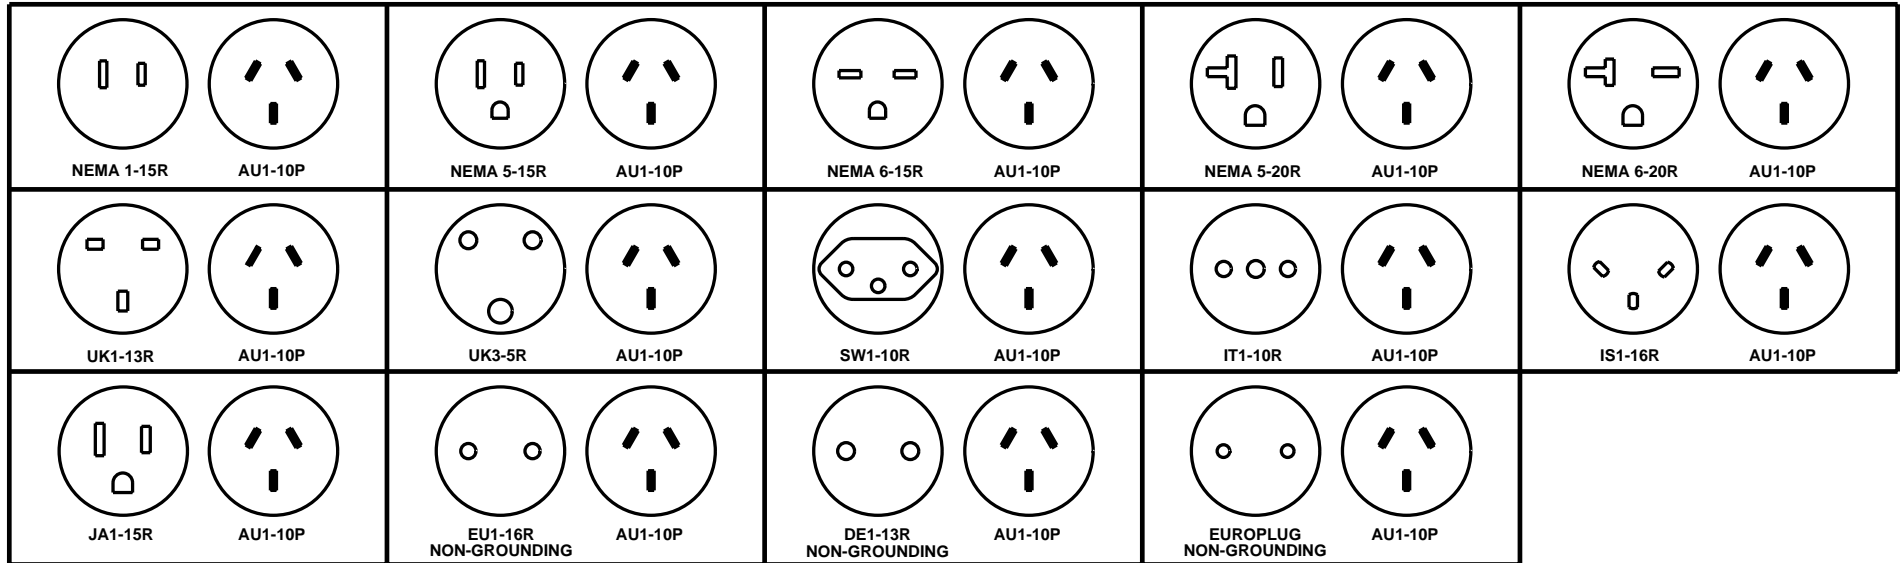 NEMA 1-15R AU1-10P NEMA 5-15R AU1-10P NEMA 6-15R AU1-10P NEMA 5-20R AU1-10P NEMA 6-20R AU1-10P
UK1-13R AU1-10P UK3-5R AU1-10P SW1-10R AU1-10P IT1-10R AU1-10P IS1-16R AU1-10P
JA1-15R AU1-10P EU1-16R AU1-10P DE1-13R AU1-10P EUROPLUG AU1-10P
NON-GROUNDING NON-GROUNDING NON-GROUNDING